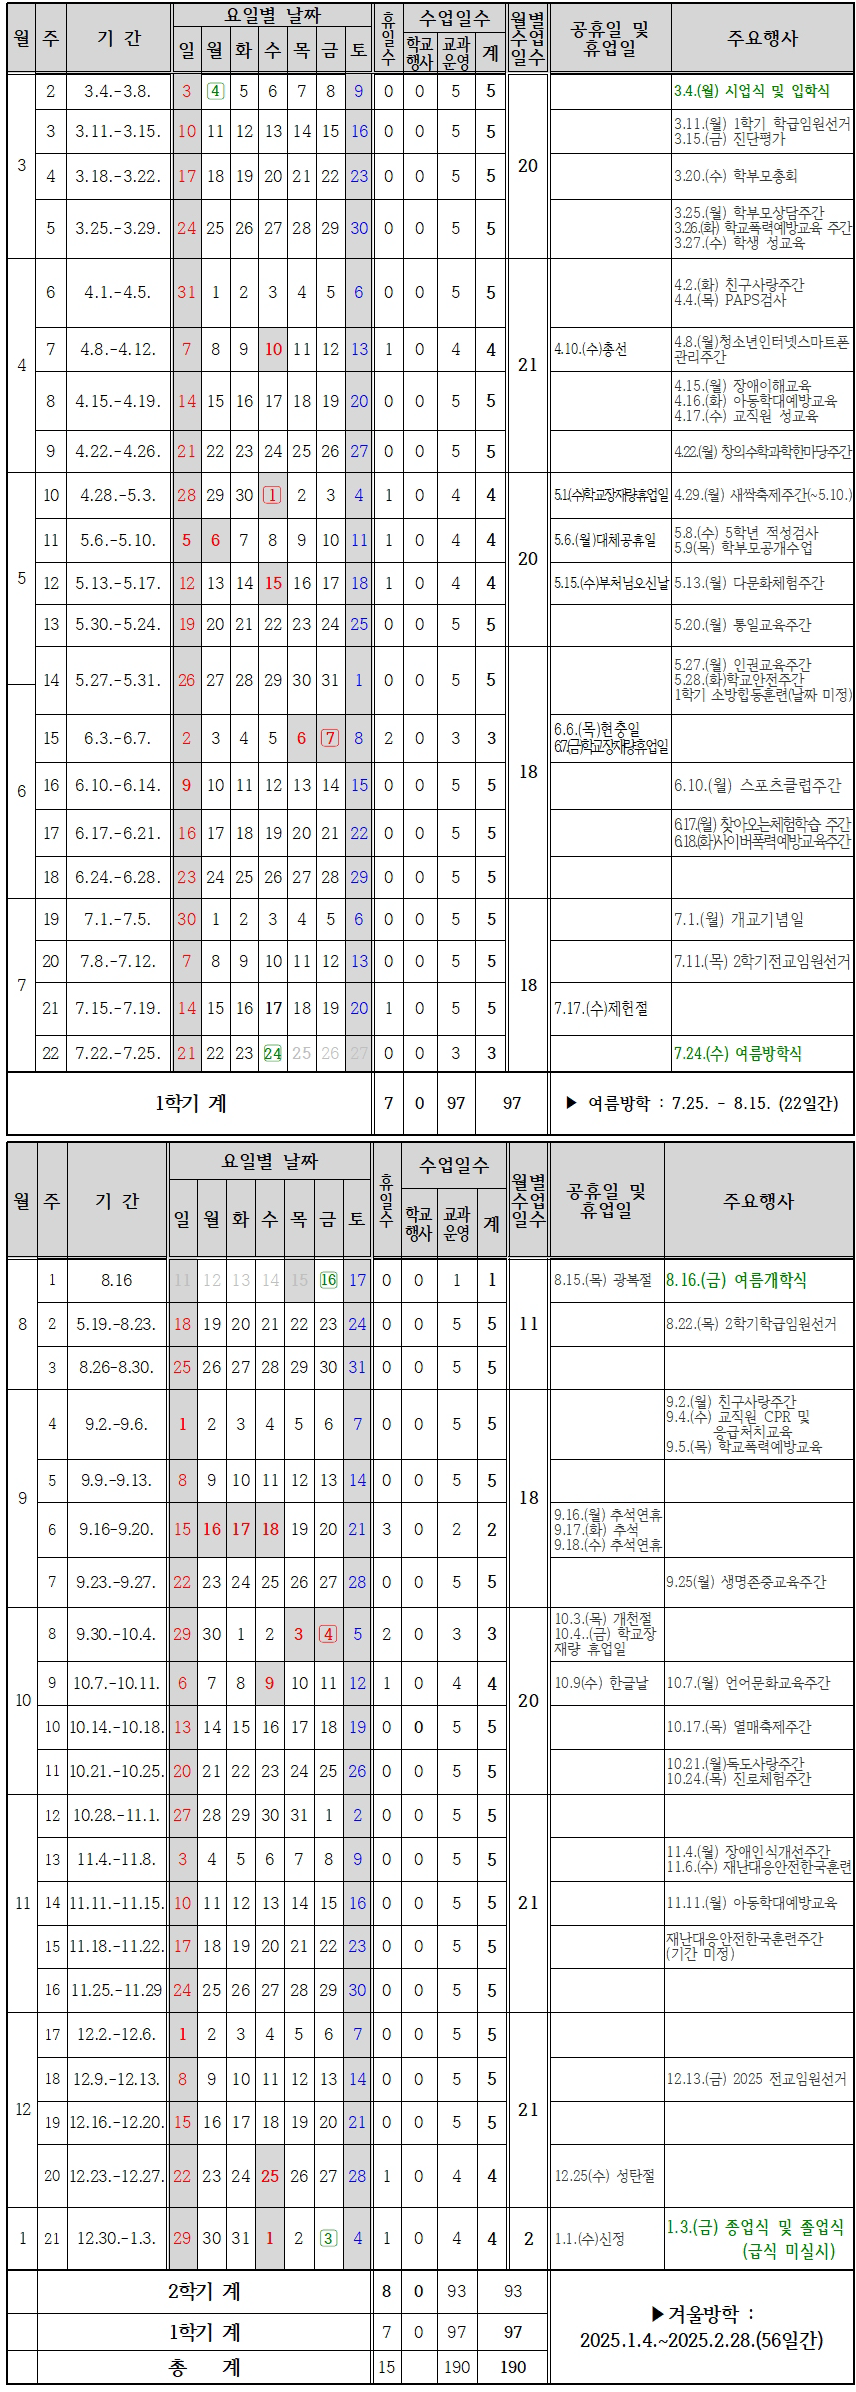 월 주 기 간 요일별 날짜 휴일수 수업일수 월별수업일수 공휴일 및 휴업일 주요행사
일 월 화 수 목 금 토 학교행사 교과운영 계
3 2 3.4.-3.8. 3 4 5 6 7 8 9 0 0 5 5 20 3.4.(월) 시업식 및 입학식
3 3.11.-3.15. 10 11 12 13 14 15 16 0 0 5 5 3.11.(월) 1학기 학급임원선거
3.15.(금) 진단평가
4 3.18.-3.22. 17 18 19 20 21 22 23 0 0 5 5 3.20.(수) 학부모총회
5 3.25.-3.29. 24 25 26 27 28 29 30 0 0 5 5 3.25.(월) 학부모상담주간
3.26.(화) 학교폭력예방교육 주간
3.27.(수) 학생 성교육
4 6 4.1.-4.5. 31 1 2 3 4 5 6 0 0 5 5 21 4.2.(화) 친구사랑주간
4.4.(목) PAPS검사
7 4.8.-4.12. 7 8 9 10 11 12 13 1 0 4 4 4.10.(수)총선 4.8.(월)청소년인터넷스마트폰
관리주간
8 4.15.-4.19. 14 15 16 17 18 19 20 0 0 5 5 4.15.(월) 장애이해교육
4.16.(화) 아동학대예방교육
4.17.(수) 교직원 성교육
9 4.22.-4.26. 21 22 23 24 25 26 27 0 0 5 5 4.22.(월) 창의수학과학한마당주간
5 10 4.28.-5.3. 28 29 30 1 2 3 4 1 0 4 4 20 5.1.(수)학교장재량휴업일 4.29.(월) 새싹축제주간(~5.10.)
11 5.6.-5.10. 5 6 7 8 9 10 11 1 0 4 4 5.6.(월)대체공휴일 5.8.(수) 5학년 적성검사
5.9(목) 학부모공개수업
12 5.13.-5.17. 12 13 14 15 16 17 18 1 0 4 4 5.15.(수)부처님오신날 5.13.(월) 다문화체험주간
13 5.30.-5.24. 19 20 21 22 23 24 25 0 0 5 5 5.20.(월) 통일교육주간
14 5.27.-5.31. 26 27 28 29 30 31 1 0 0 5 5 18 5.27.(월) 인권교육주간
5.28.(화)학교안전주간
1학기 소방합동훈련(날짜 미정)
6 15 6.3.-6.7. 2 3 4 5 6 7 8 2 0 3 3 6.6.(목)현충일
6.7.(금)학교장재량휴업일
16 6.10.-6.14. 9 10 11 12 13 14 15 0 0 5 5 6.10.(월) 스포츠클럽주간
17 6.17.-6.21. 16 17 18 19 20 21 22 0 0 5 5 6.17.(월) 찾아오는체험학습 주간
6.18.(화)사이버폭력예방교육주간
18 6.24.-6.28. 23 24 25 26 27 28 29 0 0 5 5
7 19 7.1.-7.5. 30 1 2 3 4 5 6 0 0 5 5 18 7.1.(월) 개교기념일
20 7.8.-7.12. 7 8 9 10 11 12 13 0 0 5 5 7.11.(목) 2학기전교임원선거
21 7.15.-7.19. 14 15 16 17 18 19 20 1 0 5 5 7.17.(수)제헌절
22 7.22.-7.25. 21 22 23 24 25 26 27 0 0 3 3 7.24.(수) 여름방학식
1학기 계 7 0 97 97 ▶ 여름방학 : 7.25. - 8.15. (22일간)
월 주 기 간 요일별 날짜 휴일수 수업일수 월별수업일수 공휴일 및 휴업일 주요행사
일 월 화 수 목 금 토 학교행사 교과운영 계
8 1 8.16 11 12 13 14 15 16 17 0 0 1 1 11 8.15.(목) 광복절 8.16.(금) 여름개학식
2 5.19.-8.23. 18 19 20 21 22 23 24 0 0 5 5 8.22.(목) 2학기학급임원선거
3 8.26-8.30. 25 26 27 28 29 30 31 0 0 5 5
9 4 9.2.-9.6. 1 2 3 4 5 6 7 0 0 5 5 18 9.2.(월) 친구사랑주간
9.4.(수) 교직원 CPR 및
응급처치교육
9.5.(목) 학교폭력예방교육
5 9.9.-9.13. 8 9 10 11 12 13 14 0 0 5 5
6 9.16-9.20. 15 16 17 18 19 20 21 3 0 2 2 9.16.(월) 추석연휴
9.17.(화) 추석
9.18.(수) 추석연휴
7 9.23.-9.27. 22 23 24 25 26 27 28 0 0 5 5 9.25(월) 생명존중교육주간
10 8 9.30-10.4. 29 30 1 2 3 4 5 2 0 3 3 20 10.3.(목) 개천절
10.4..(금) 학교장
재량 휴업일
9 10.7.-10.11. 6 7 8 9 10 11 12 1 0 4 4 10.9(수) 한글날 10.7.(월) 언어문화교육주간
10 10.14.-10.18. 13 14 15 16 17 18 19 0 0 5 5 10.17.(목) 열매축제주간
11 10.21.-10.25. 20 21 22 23 24 25 26 0 0 5 5 10.21.(월)독도사랑주간
10.24.(목) 진로체험주간
11 12 10.28.-11.1. 27 28 29 30 31 1 2 0 0 5 5 21
13 11.4.-11.8. 3 4 5 6 7 8 9 0 0 5 5 11.4.(월) 장애인식개선주간
11.6.(수) 재난대응안전한국훈련
14 11.11.-11.15. 10 11 12 13 14 15 16 0 0 5 5 11.11.(월) 아동학대예방교육
15 11.18.-11.22. 17 18 19 20 21 22 23 0 0 5 5 재난대응안전한국훈련주간
(기간 미정)
16 11.25.-11.29 24 25 26 27 28 29 30 0 0 5 5
12 17 12.2.-12.6. 1 2 3 4 5 6 7 0 0 5 5 21
18 12.9.-12.13. 8 9 10 11 12 13 14 0 0 5 5 12.13.(금) 2025 전교임원선거
19 12.16.-12.20. 15 16 17 18 19 20 21 0 0 5 5
20 12.23.-12.27. 22 23 24 25 26 27 28 1 0 4 4 12.25(수) 성탄절
1 21 12.30.-1.3. 29 30 31 1 2 3 4 1 0 4 4 2 1.1.(수)신정 1.3.(금) 종업식 및 졸업식
(급식 미실시)
2학기 계 8 0 93 93 ▶겨울방학 :
1학기 계 7 0 97 97 2025.1.4.~2025.2.28.(56일간)
총 계 15 190 190